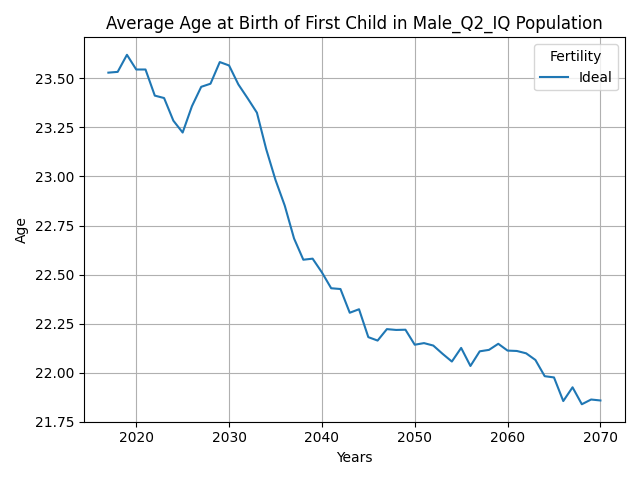 Average Age at Birth of First Child in Male_Q2_IQ Population
Fertility
Ideal
23.50
23.25
23.00
22.75
22.50
22.25
22.00
21.75
Age
2020 2030 2040 2050 2060 2070
Years